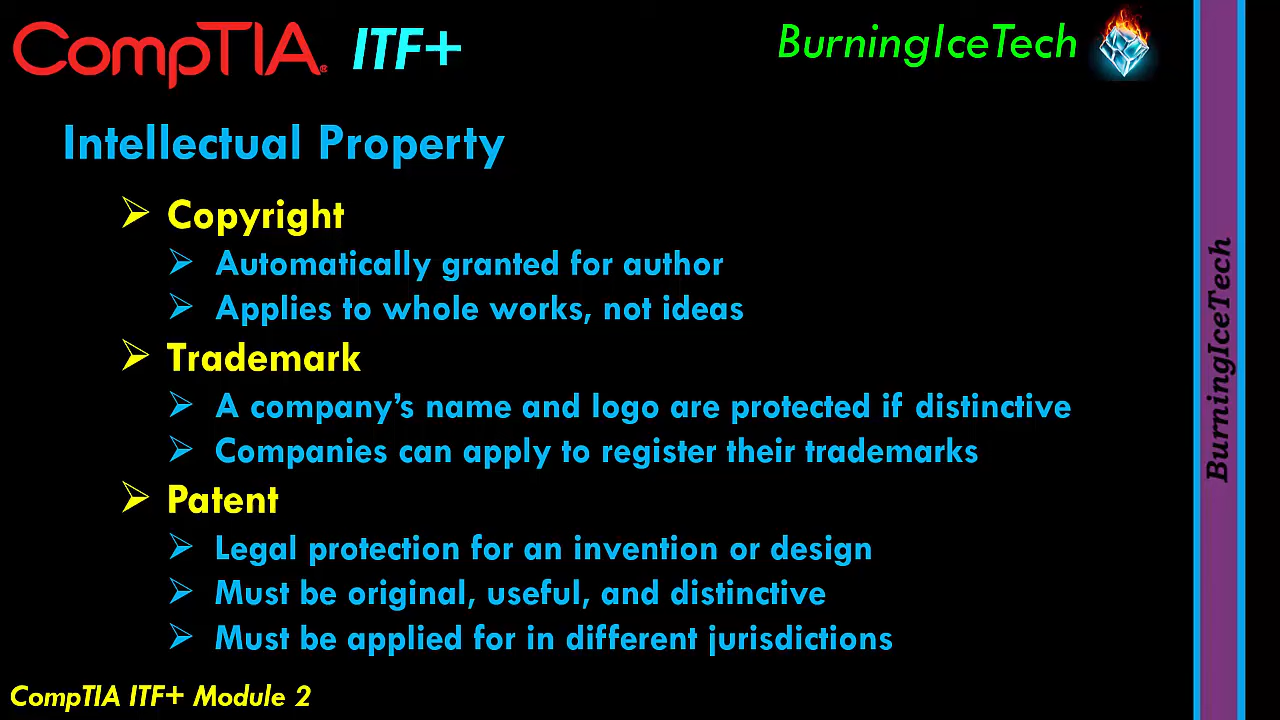 CompTIA® ITF+
BurningIceTech
Intellectual Property
Copyright
Automatically granted for author
Applies to whole works, not ideas
Trademark
A company’s name and logo are protected if distinctive
Companies can apply to register their trademarks
Patent
Legal protection for an invention or design
Must be original, useful, and distinctive
Must be applied for in different jurisdictions
CompTIA ITF+ Module 2
BurningIceTech